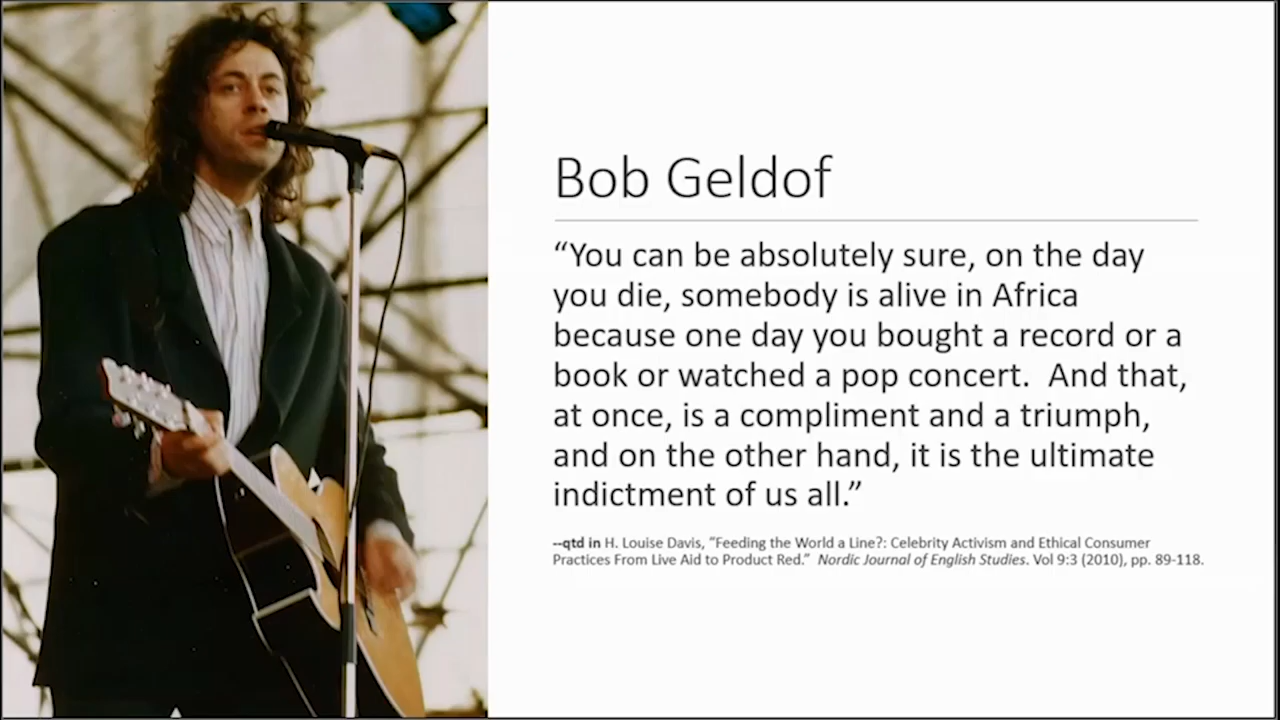 Bob Geldof
“You can be absolutely sure, on the day
you die, somebody is alive in Africa
because one day you bought a record or a
book or watched a pop concert.  And that,
at once, is a compliment and a triumph,
and on the other hand, it is the ultimate
indictment of us all.”
--qtd in H. Louise Davis, “Feeding the World a Line?: Celebrity Activism and Ethical Consumer
Practices From Live Aid to Product Red.”  Nordic Journal of English Studies. Vol 9:3 (2010), pp. 89-118.